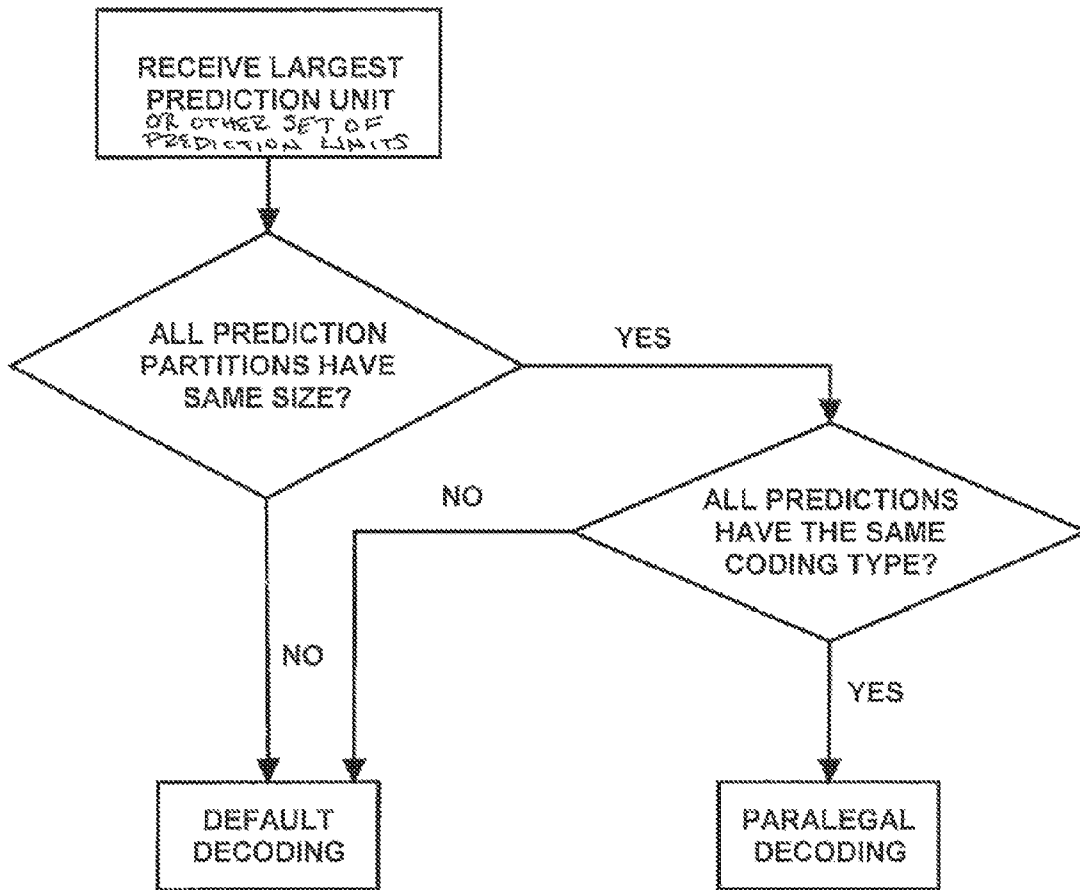 RECEIVE LARGEST
PREDICTION UNIT
OR OTHER SET OF
PREDICTION UNITS
ALL PREDICTION
PARTITIONS HAVE
SAME SIZE?
YES
NO
ALL PREDICTIONS
HAVE THE SAME
CODING TYPE?
NO
YES
DEFAULT
DECODING
PARALEGAL
DECODING